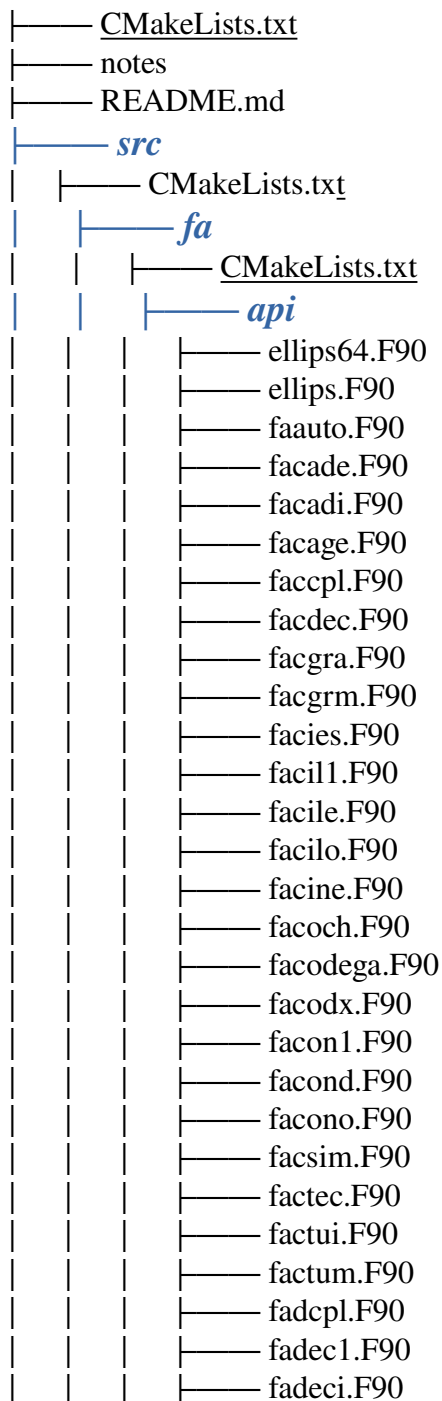 ├── CMakeLists.txt
├── notes
├── README.md
├── src
│ ├── CMakeLists.txt
│ │ ├── fa
│ │ ├── CMakeLists.txt
│ │ ├── api
│ │ │ ├── ellips64.F90
│ │ │ ├── ellips.F90
│ │ │ ├── faauto.F90
│ │ │ ├── facade.F90
│ │ │ ├── facadi.F90
│ │ │ ├── facage.F90
│ │ │ ├── faccpl.F90
│ │ │ ├── facdec.F90
│ │ │ ├── facgra.F90
│ │ │ ├── facgrm.F90
│ │ │ ├── facies.F90
│ │ │ ├── facil1.F90
│ │ │ ├── facile.F90
│ │ │ ├── facilo.F90
│ │ │ ├── facine.F90
│ │ │ ├── facoch.F90
│ │ │ ├── facodega.F90
│ │ │ ├── facodx.F90
│ │ │ ├── facon1.F90
│ │ │ ├── facond.F90
│ │ │ ├── facono.F90
│ │ │ ├── facsim.F90
│ │ │ ├── factec.F90
│ │ │ ├── factui.F90
│ │ │ ├── factum.F90
│ │ │ ├── fadcpl.F90
│ │ │ ├── fadec1.F90
│ │ │ ├── fadeci.F90